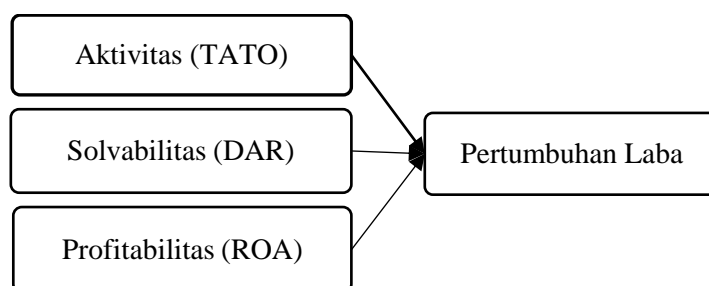 Aktivitas (TATO)
Solvabilitas (DAR)
Pertumbuhan Laba
Profitabilitas (ROA)